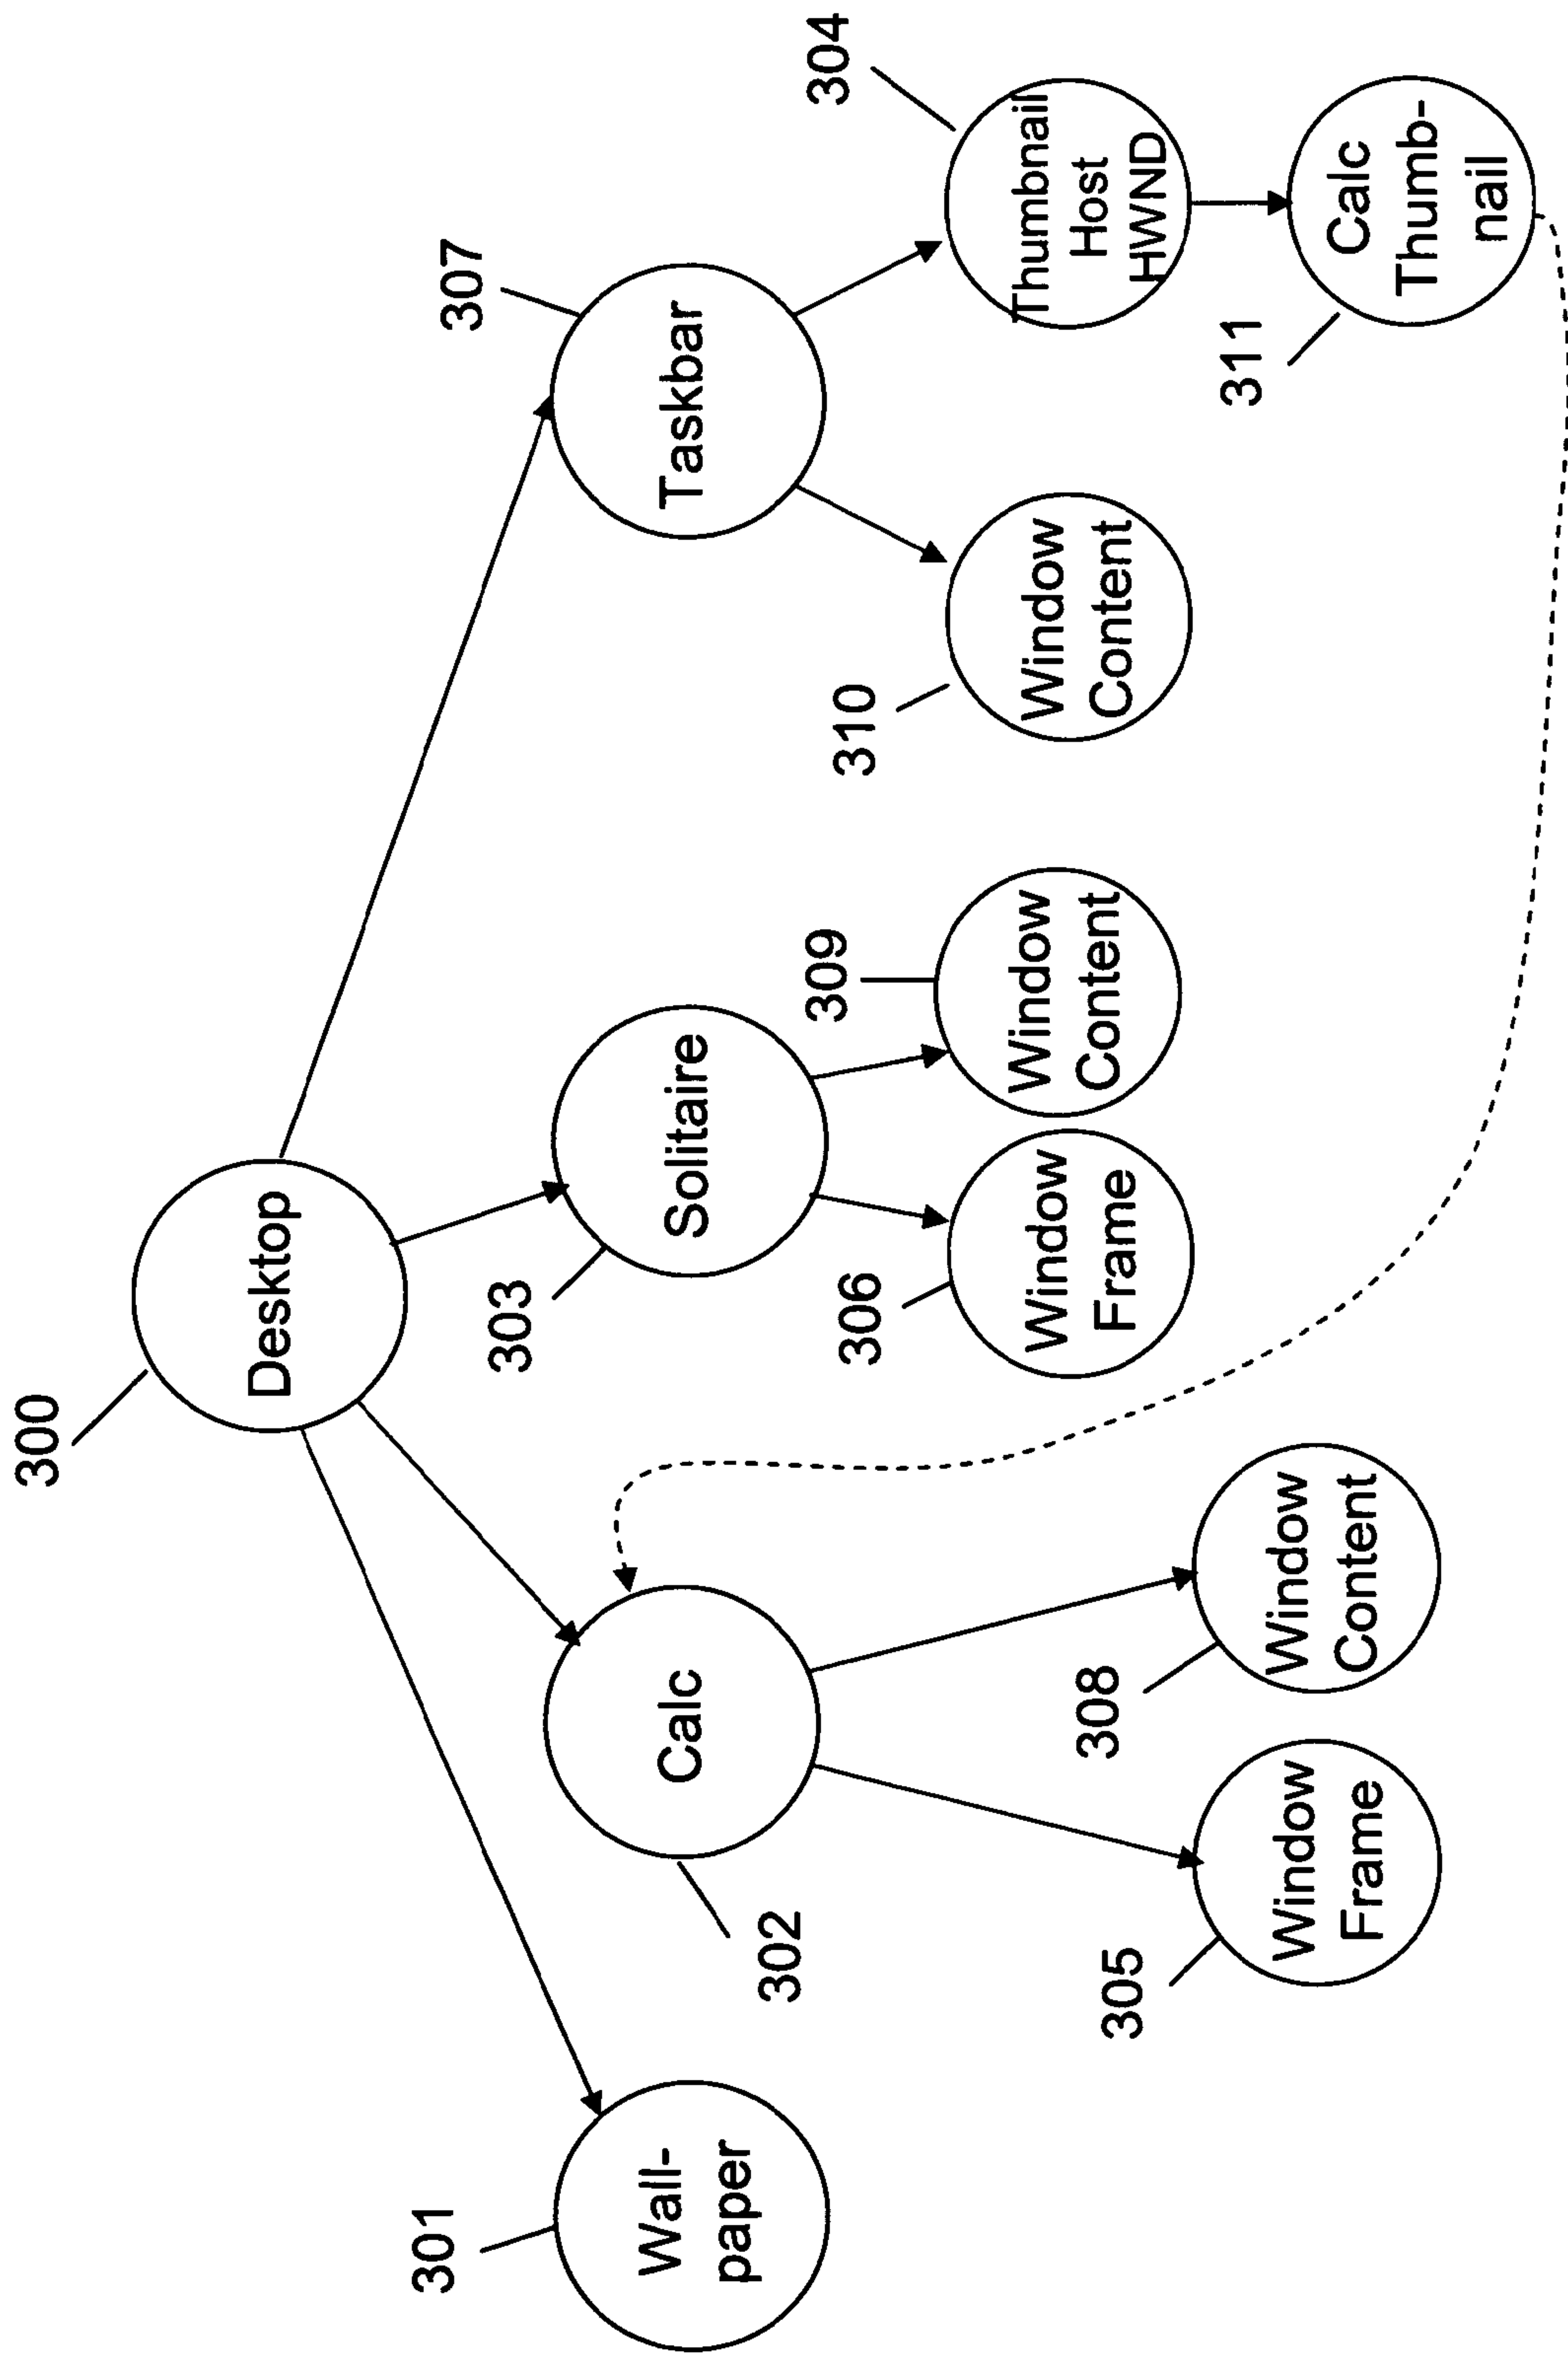 300
Desktop
301
Wall-
paper
302
Calc
303
Solitaire
307
Taskbar
305
Window
Frame
308
Window
Content
306
Window
Frame
309
Window
Content
310
Window
Content
304
Thumbnail
Host
HWND
311
Calc
Thumb-
nail